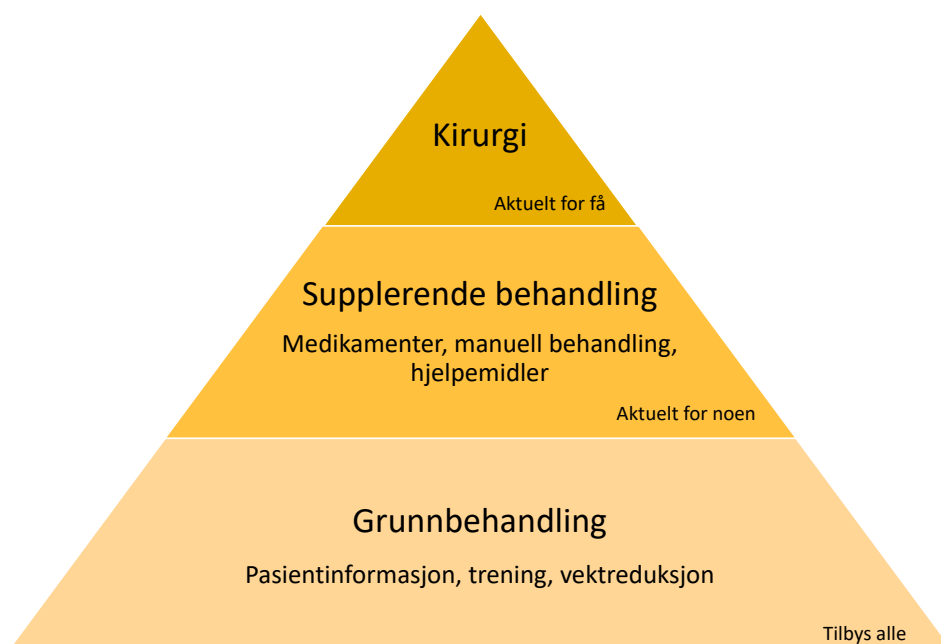 Kirurgi
Aktuelt for få
Supplerende behandling
Medikamenter, manuell behandling,
hjelpemidler
Aktuelt for noen
Grunnbehandling
Pasientinformasjon, trening, vektreduksjon
Tilbys alle